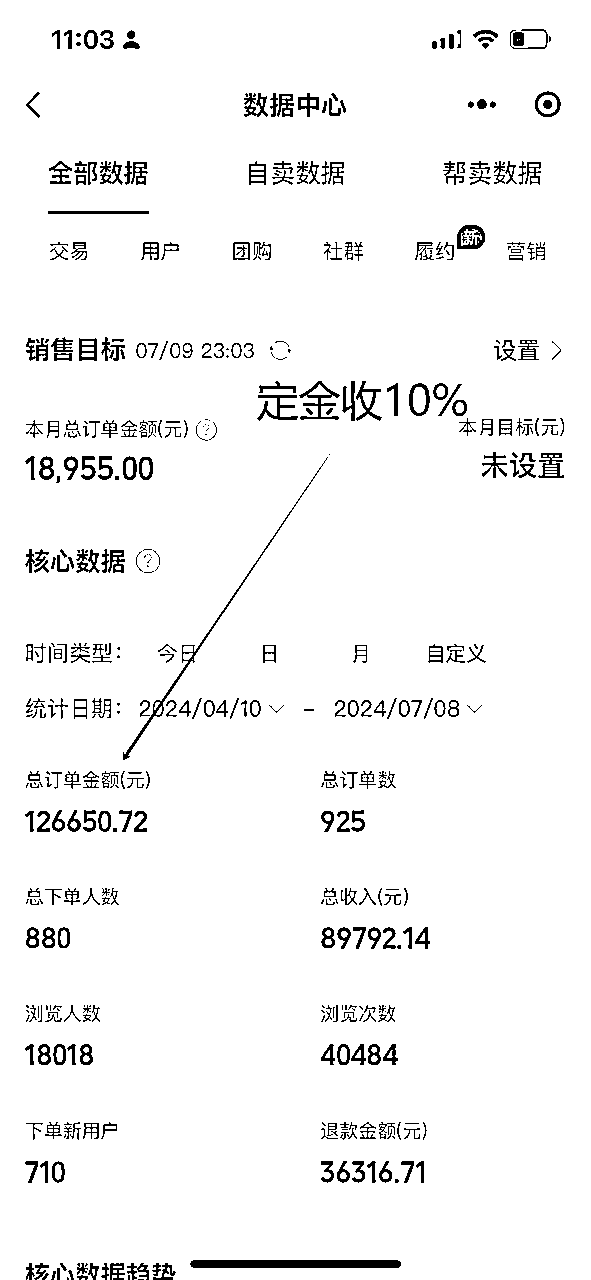 11:03
数据中心
全部数据 自卖数据 帮卖数据
交易 用户 团购 社群 履约 新 营销
销售目标 07/09 23:03 设置
定金收10%
本月总订单金额(元) ? 本月目标(元)
18,955.00 未设置
核心数据 ?
时间类型: 今日 日 月 自定义
统计日期: 2024/04/10 – 2024/07/08
总订单金额(元) 总订单数
126650.72 925
总下单人数 总收入(元)
880 89792.14
浏览人数 浏览次数
18018 40484
下单新用户 退款金额(元)
710 36316.71
核心数据趋势